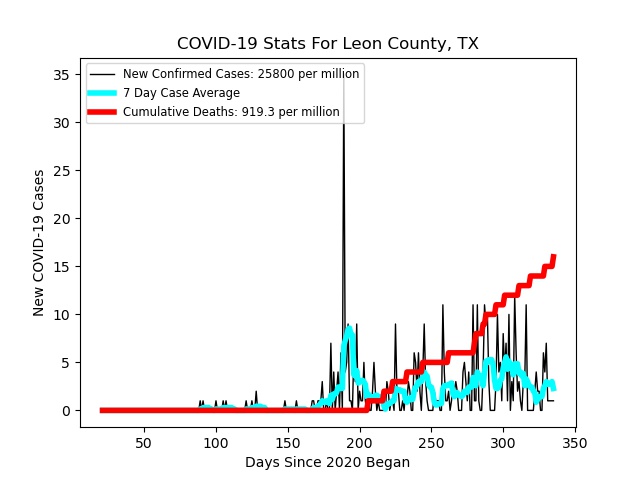 COVID-19 Stats For Leon County, TX
New Confirmed Cases: 25800 per million
7 Day Case Average
Cumulative Deaths: 919.3 per million
New COVID-19 Cases
35
30
25
20
15
10
5
0
50 100 150 200 250 300 350
Days Since 2020 Began